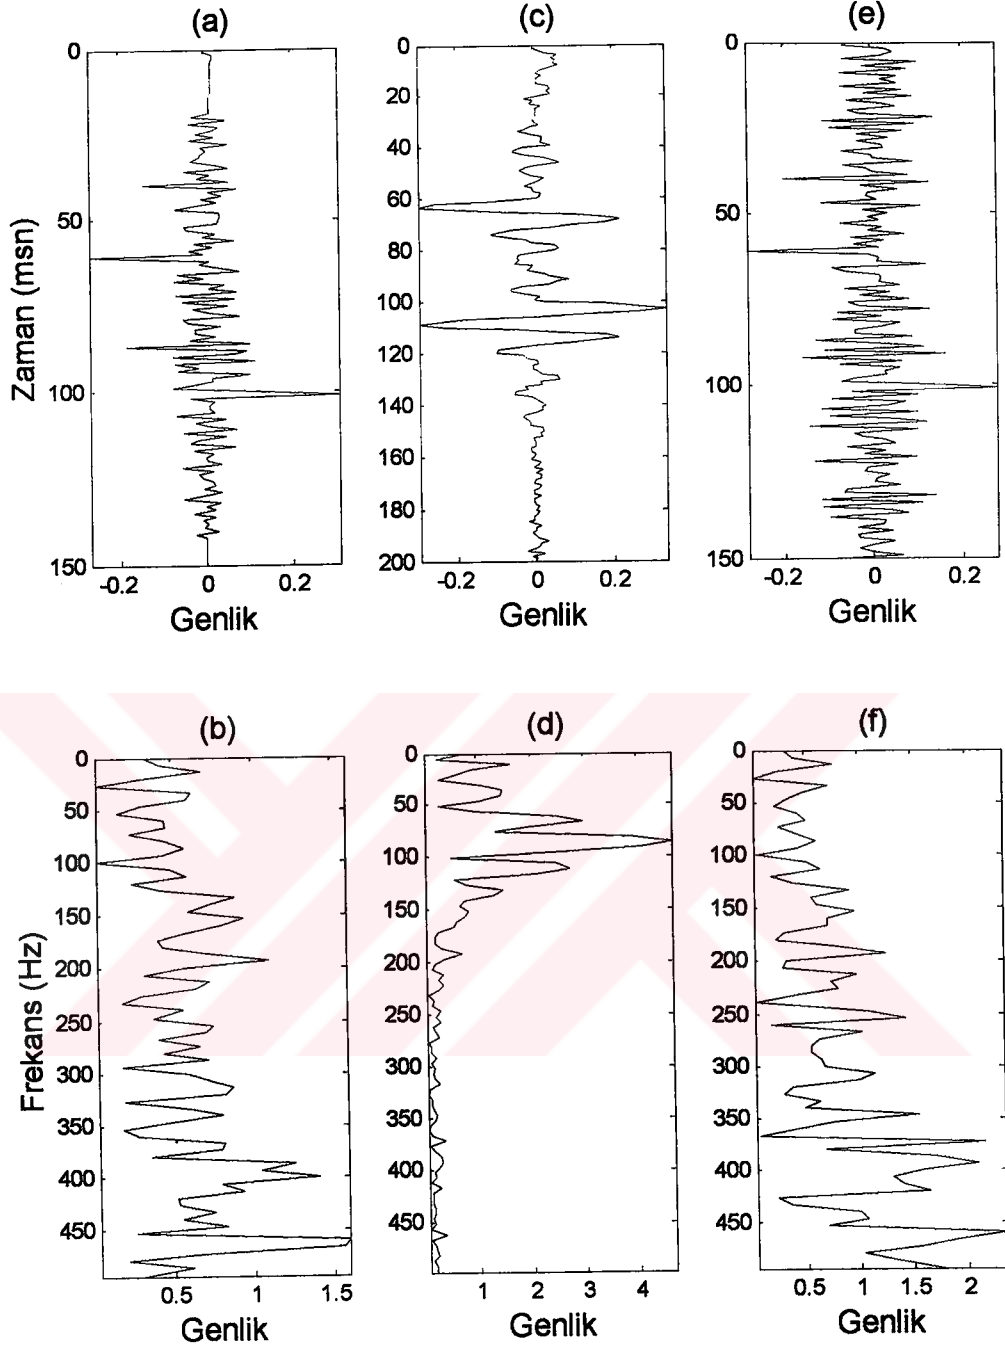 (a)
(c)
(e)
0
50
100
150
-0.2 0 0.2
0
20
40
60
80
100
120
140
160
180
200
-0.2 0 0.2
0
50
100
150
-0.2 0 0.2
Zaman (msn)
Genlik
Genlik
Genlik
(b)
(d)
(f)
0
50
100
150
200
250
300
350
400
450
0.5 1 1.5
0
50
100
150
200
250
300
350
400
450
1 2 3 4
0
50
100
150
200
250
300
350
400
450
0.5 1 1.5 2
Frekans (Hz)
Genlik
Genlik
Genlik